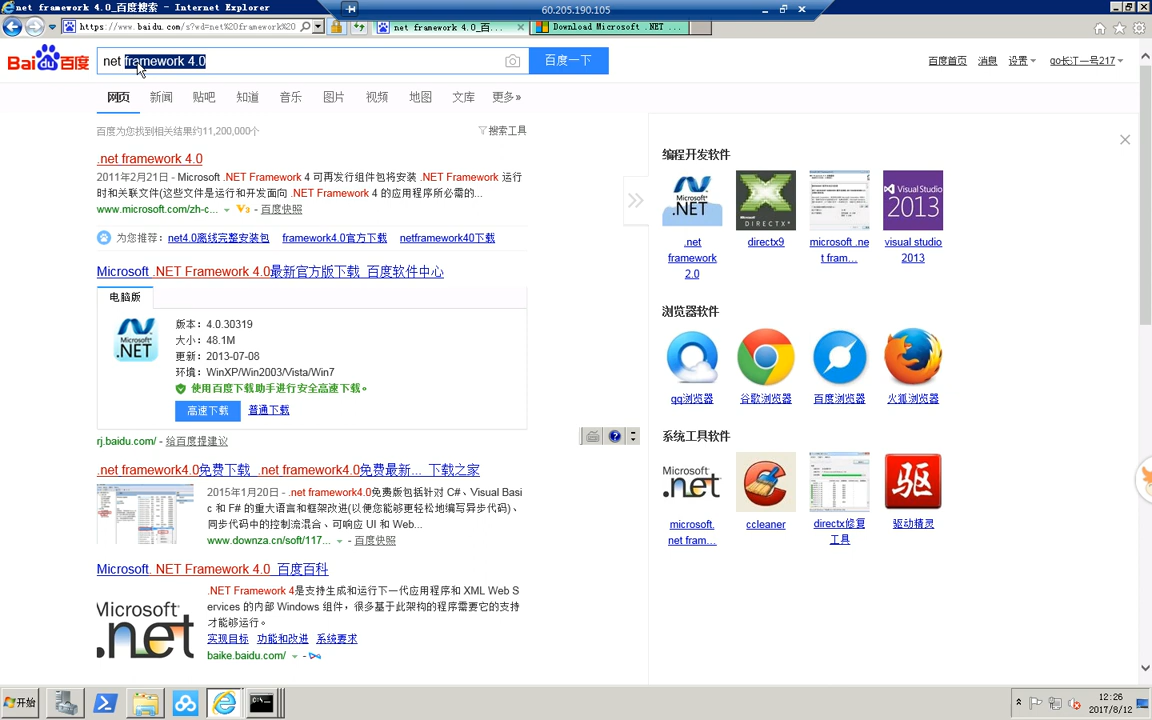 net framework 4.0_百度搜索 - Internet Explorer
60.205.190.105
https://www.baidu.com/s?wd=net%20framework%20
net framework 4.0_百...
Download Microsoft .NET ...
Bai百度
net framework 4.0
百度一下
百度首页 消息 设置 qo长江一号217
网页 新闻 贴吧 知道 音乐 图片 视频 地图 文库 更多»
百度为您找到相关结果约11,200,000个
搜索工具
.net framework 4.0
2011年2月21日 - Microsoft .NET Framework 4 可再发行组件包将安装 .NET Framework 运行
时和关联文件(这些文件是运行和开发面向 .NET Framework 4 的应用程序所必需的...
www.microsoft.com/zh-c... V3 - 百度快照
为您推荐: net4.0离线完整安装包 framework4.0官方下载 netframework40下载
Microsoft .NET Framework 4.0最新官方版下载_百度软件中心
电脑版
Microsoft .NET
版本: 4.0.30319
大小: 48.1M
更新: 2013-07-08
环境: WinXP/Win2003/Vista/Win7
使用百度下载助手进行安全高速下载。
高速下载 普通下载
rj.baidu.com/ - 给百度提建议
.net framework4.0免费下载_.net framework4.0免费最新... 下载之家
2015年1月20日 - .net framework4.0免费版包括针对 C#、Visual Basi
c 和 F# 的重大语言和框架改进(以便您能够更轻松地编写异步代码)、
同步代码中的控制流混合、可响应 UI 和 Web...
www.downza.cn/soft/117... - 百度快照
Microsoft. NET Framework 4.0_百度百科
Microsoft
.net
.NET Framework 4是支持生成和运行下一代应用程序和 XML Web S
ervices 的内部 Windows 组件，很多基于此架构的程序需要它的支持
才能够运行。
实现目标 功能和改进 系统要求
baike.baidu.com/
编程开发软件
Microsoft .NET
DIRECTX
Visual Studio
2013
.net framework 2.0
directx9
microsoft .ne
t fram...
visual studio
2013
浏览器软件
qq浏览器 谷歌浏览器 百度浏览器 火狐浏览器
系统工具软件
Microsoft
.net
驱
microsoft.
net fram...
ccleaner
directx修复
工具
驱动精灵
开始
12:26
2017/8/12